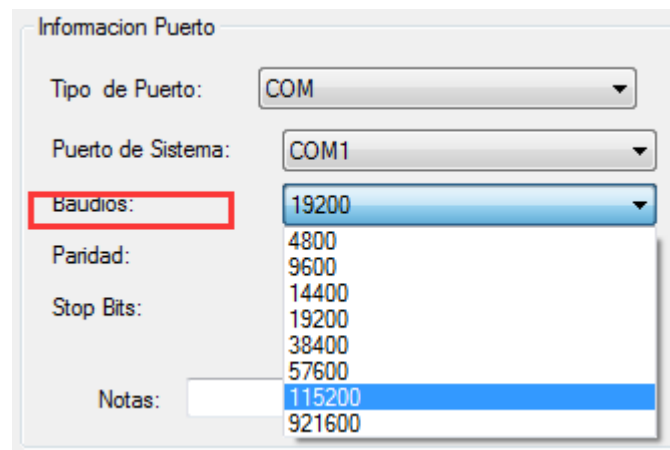 Informacion Puerto
Tipo de Puerto: COM
Puerto de Sistema: COM1
Baudios: 19200
4800
Paridad:
9600
14400
Stop Bits:
19200
38400
57600
Notas: 115200
921600